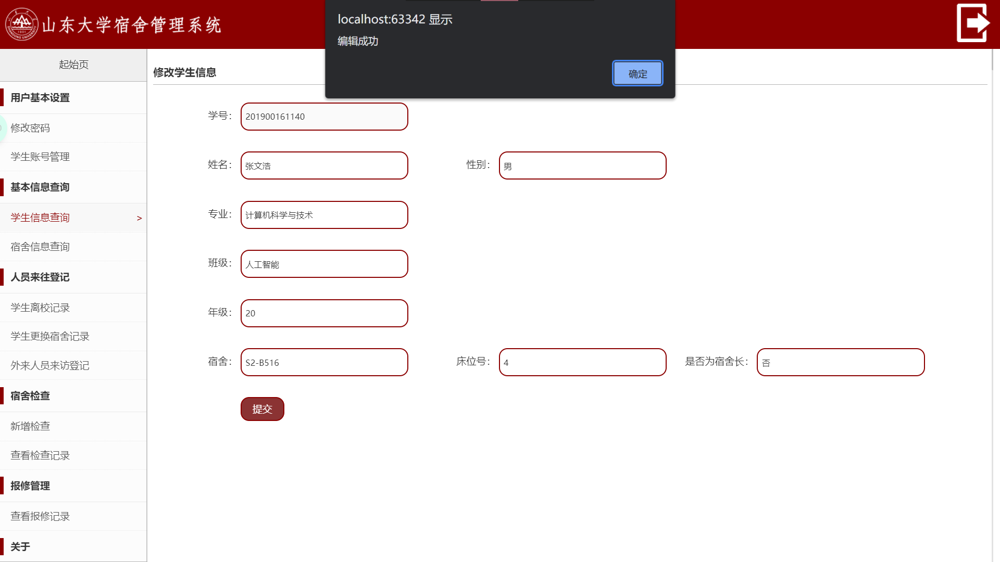 山东大学宿舍管理系统
SHANDONG UNIVERSITY
1901
localhost:63342 显示
编辑成功
确定
起始页
用户基本设置
修改密码
学生账号管理
基本信息查询
学生信息查询 >
宿舍信息查询
人员来往登记
学生离校记录
学生更换宿舍记录
外来人员来访登记
宿舍检查
新增检查
查看检查记录
报修管理
查看报修记录
关于
修改学生信息
学号： 201900161140
姓名： 张文浩 性别： 男
专业： 计算机科学与技术
班级： 人工智能
年级： 20
宿舍： S2-B516 床位号： 4 是否为宿舍长： 否
提交